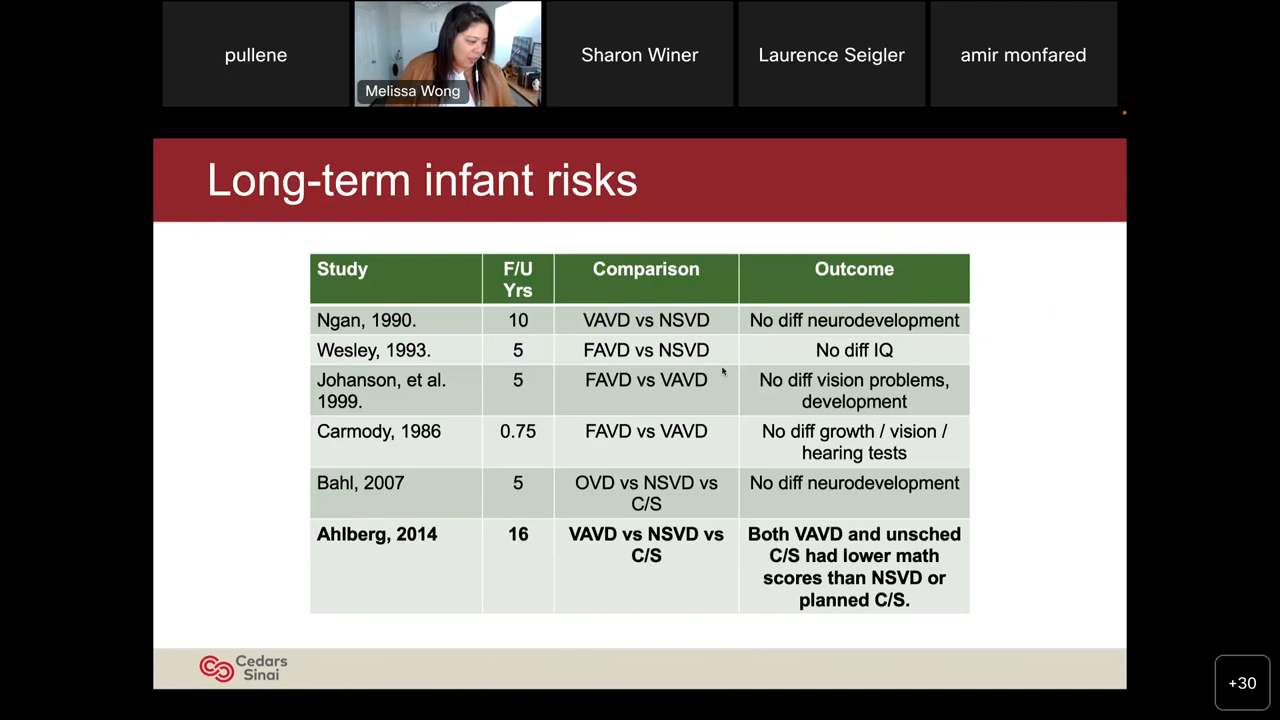 pullene
Melissa Wong
Sharon Winer
Laurence Seigler
amir monfared
Long-term infant risks
Study F/U Yrs Comparison Outcome
Ngan, 1990. 10 VAVD vs NSVD No diff neurodevelopment
Wesley, 1993. 5 FAVD vs NSVD No diff IQ
Johanson, et al. 1999. 5 FAVD vs VAVD No diff vision problems, development
Carmody, 1986 0.75 FAVD vs VAVD No diff growth / vision / hearing tests
Bahl, 2007 5 OVD vs NSVD vs C/S No diff neurodevelopment
Ahlberg, 2014 16 VAVD vs NSVD vs C/S Both VAVD and unsched C/S had lower math scores than NSVD or planned C/S.
Cedars
Sinai
+30